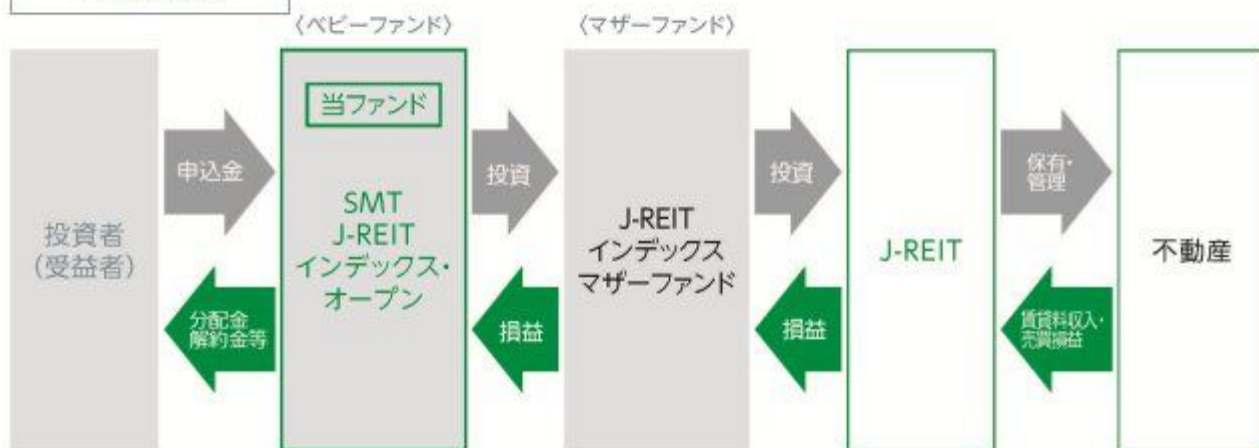 〈ベビーファンド〉
〈マザーファンド〉
投資者
(受益者)
申込金
分配金
解約金等
当ファンド
SMT
J-REIT
インデックス・
オープン
投資
損益
J-REIT
インデックス
マザーファンド
投資
損益
J-REIT
保有・
管理
賃貸料収入・
売買損益
不動産